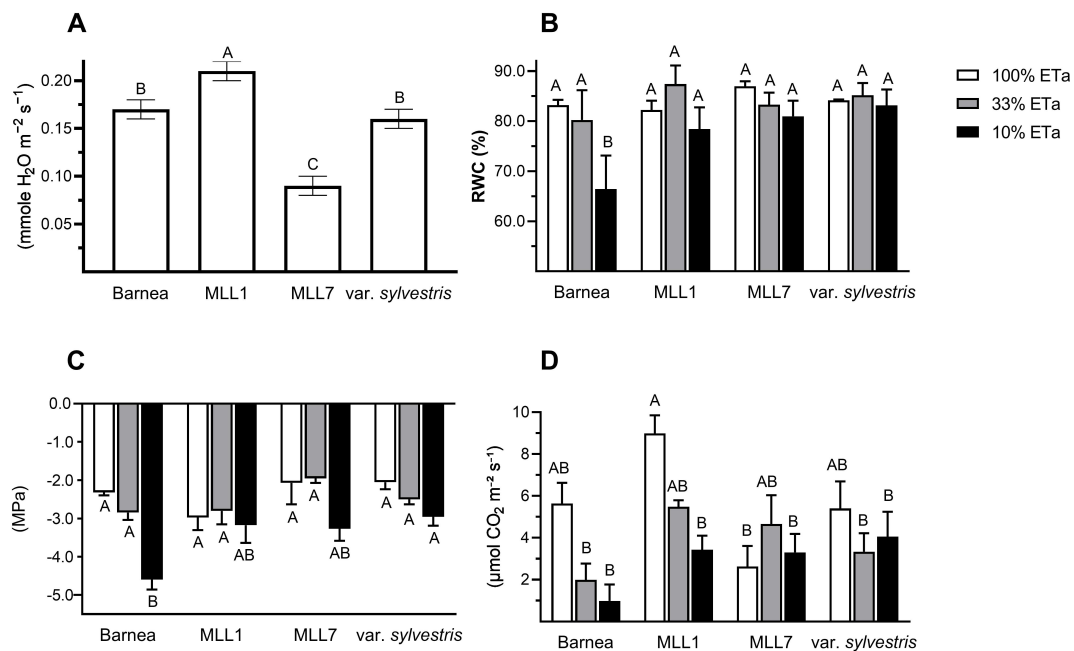 A
(mmole H₂O m⁻² s⁻¹)
0.20
0.15
0.10
0.05
B
A
C
B
Barnea MLL1 MLL7 var. sylvestris
B
RWC (%)
90.0
80.0
70.0
60.0
A A B A A A A A A A A A
Barnea MLL1 MLL7 var. sylvestris
100% ETa
33% ETa
10% ETa
C
(MPa)
0.0
-1.0
-2.0
-3.0
-4.0
-5.0
A A B A A AB A A AB A A A
Barnea MLL1 MLL7 var. sylvestris
D
(µmol CO₂ m⁻² s⁻¹)
10
8
6
4
2
AB B B A AB B B AB B AB B B
Barnea MLL1 MLL7 var. sylvestris